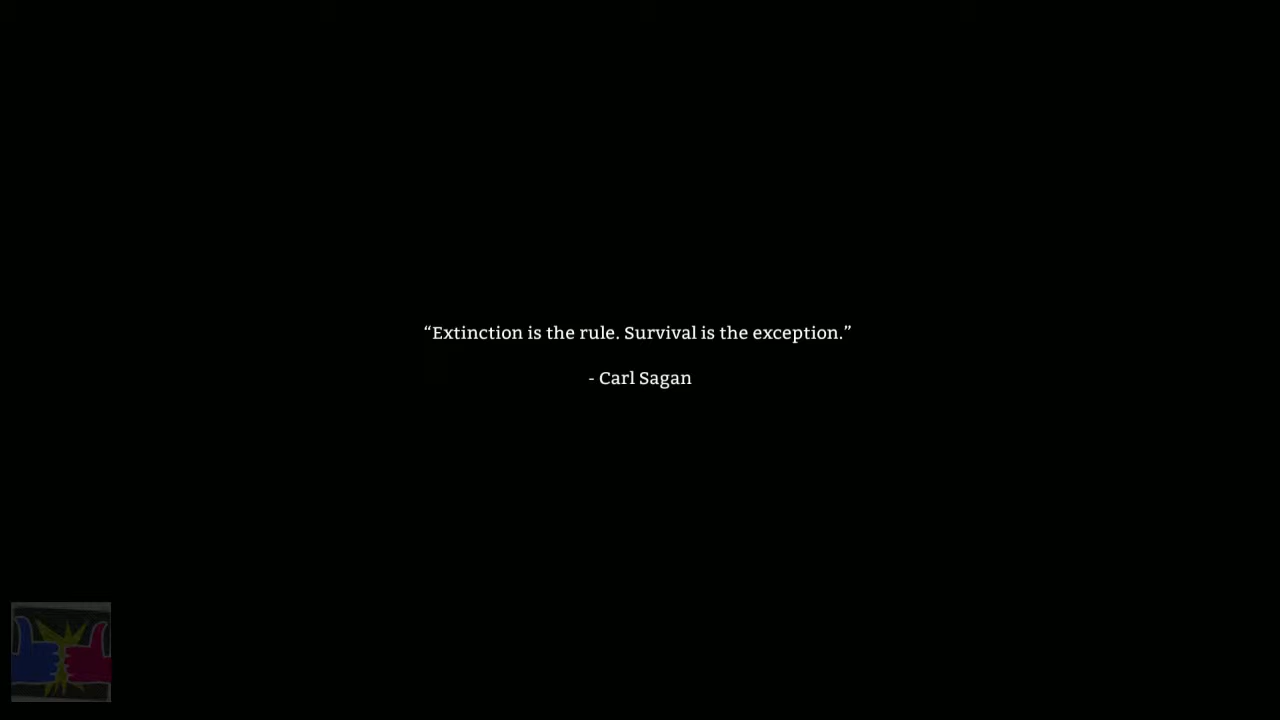 “Extinction is the rule. Survival is the exception.”
- Carl Sagan